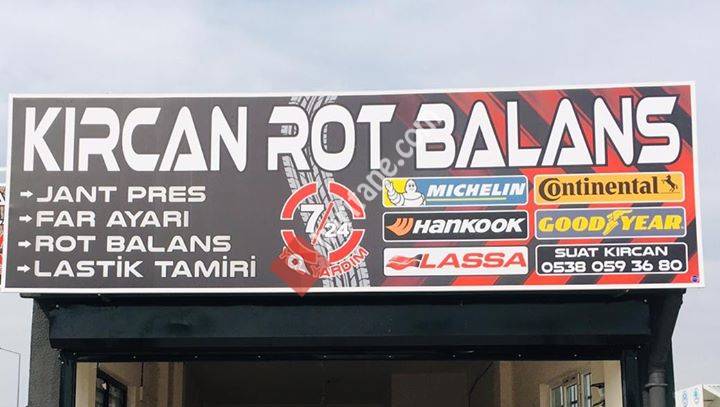 KIRCAN ROT BALANS
→JANT PRES
→FAR AYARI
→ROT BALANS
→LASTİK TAMİRİ
7/24
YOL YARDIM
MICHELIN
Continental
HANKOOK
GOODYEAR
LASSA
SUAT KIRCAN
0538 059 36 80